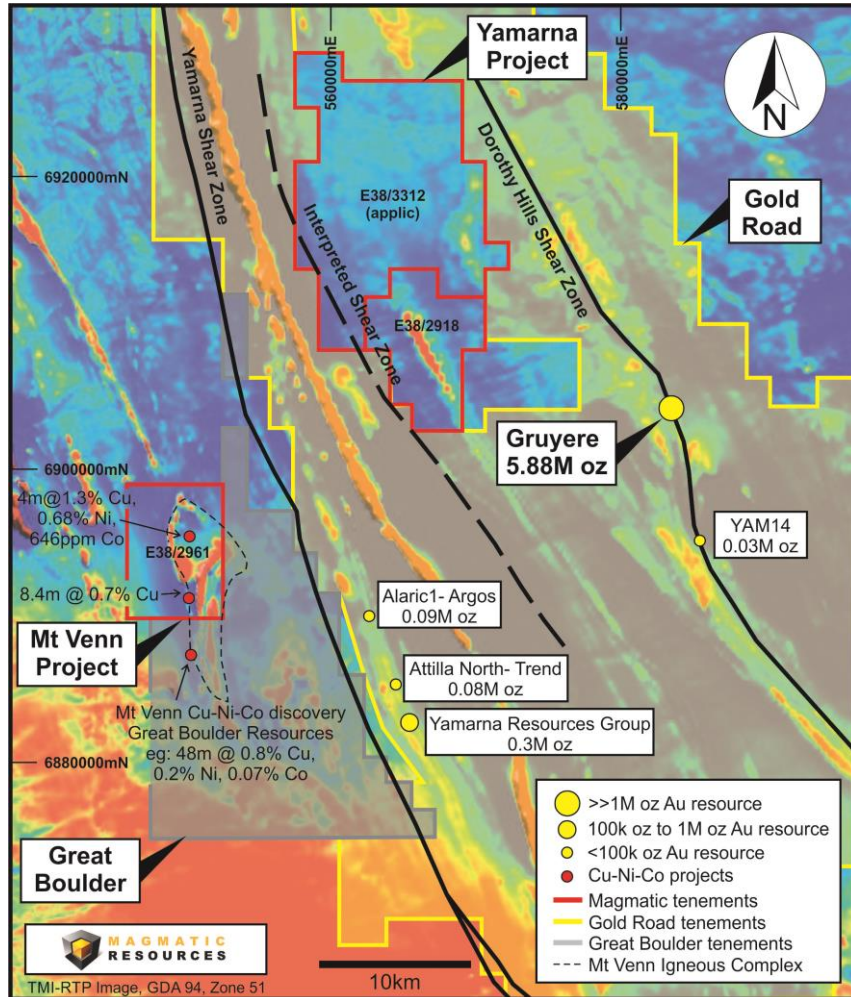 Yamarna
Project
560000mE
580000mE
N
Yamarna Shear Zone
Dorothy Hills Shear Zone
6920000mN
E38/3312
(applic)
Gold
Road
Interpreted Shear Zone
E38/2918
Gruyere
5.88M oz
6900000mN
4m@1.3% Cu,
0.68% Ni,
646ppm Co
E38/2961
YAM14
0.03M oz
8.4m @ 0.7% Cu
Alaric1- Argos
0.09M oz
Mt Venn
Project
Attilla North- Trend
0.08M oz
Mt Venn Cu-Ni-Co discovery
Great Boulder Resources
eg: 48m @ 0.8% Cu,
0.2% Ni, 0.07% Co
Yamarna Resources Group
0.3M oz
6880000mN
Great
Boulder
>>1M oz Au resource
100k oz to 1M oz Au resource
<100k oz Au resource
Cu-Ni-Co projects
Magmatic tenements
Gold Road tenements
Great Boulder tenements
Mt Venn Igneous Complex
MAGMATIC
RESOURCES
10km
TMI-RTP Image, GDA 94, Zone 51